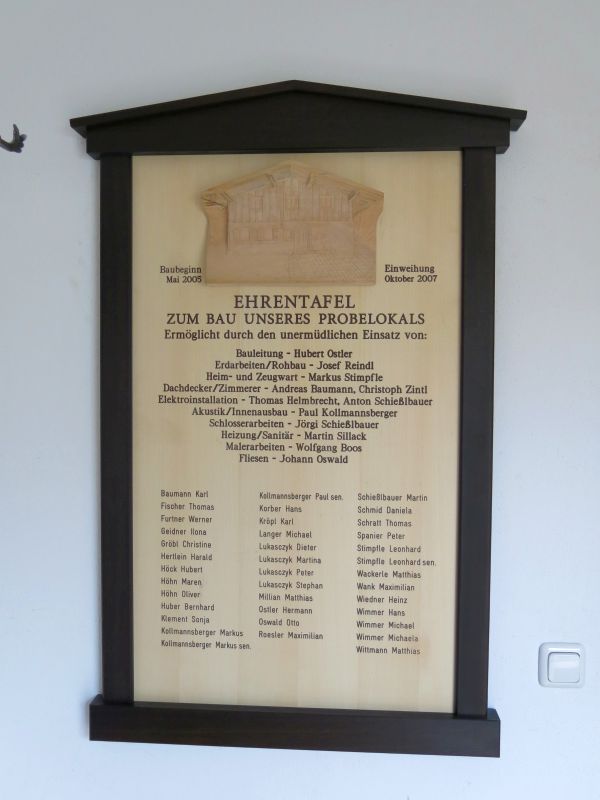 Baubeginn
Mai 2005
Einweihung
Oktober 2007
EHRENTAFEL
ZUM BAU UNSERES PROBELOKALS
Ermöglicht durch den unermüdlichen Einsatz von:
Bauleitung - Hubert Ostler
Erdarbeiten/Rohbau - Josef Reindl
Heim- und Zeugwart - Markus Stimpfle
Dachdecker/Zimmerer - Andreas Baumann, Christoph Zintl
Elektroinstallation - Thomas Helmbrecht, Anton Schießlbauer
Akustik/Innenausbau - Paul Kollmannsberger
Schlosserarbeiten - Jörgi Schießlbauer
Heizung/Sanitär - Martin Sillack
Malerarbeiten - Wolfgang Boos
Fliesen - Johann Oswald
Baumann Karl
Fischer Thomas
Furtner Werner
Geidner Ilona
Gröbl Christine
Hertlein Harald
Höck Hubert
Höhn Maren
Höhn Oliver
Huber Bernhard
Klement Sonja
Kollmannsberger Markus
Kollmannsberger Markus sen.
Kollmannsberger Paul sen.
Korber Hans
Kröpl Karl
Langer Michael
Lukasczyk Dieter
Lukasczyk Martina
Lukasczyk Peter
Lukasczyk Stephan
Millian Matthias
Ostler Hermann
Oswald Otto
Roesler Maximilian
Schießlbauer Martin
Schmid Daniela
Schratt Thomas
Spanier Peter
Stimpfle Leonhard
Stimpfle Leonhard sen.
Wackerle Matthias
Wank Maximilian
Wiedner Heinz
Wimmer Hans
Wimmer Michael
Wimmer Michaela
Wittmann Matthias